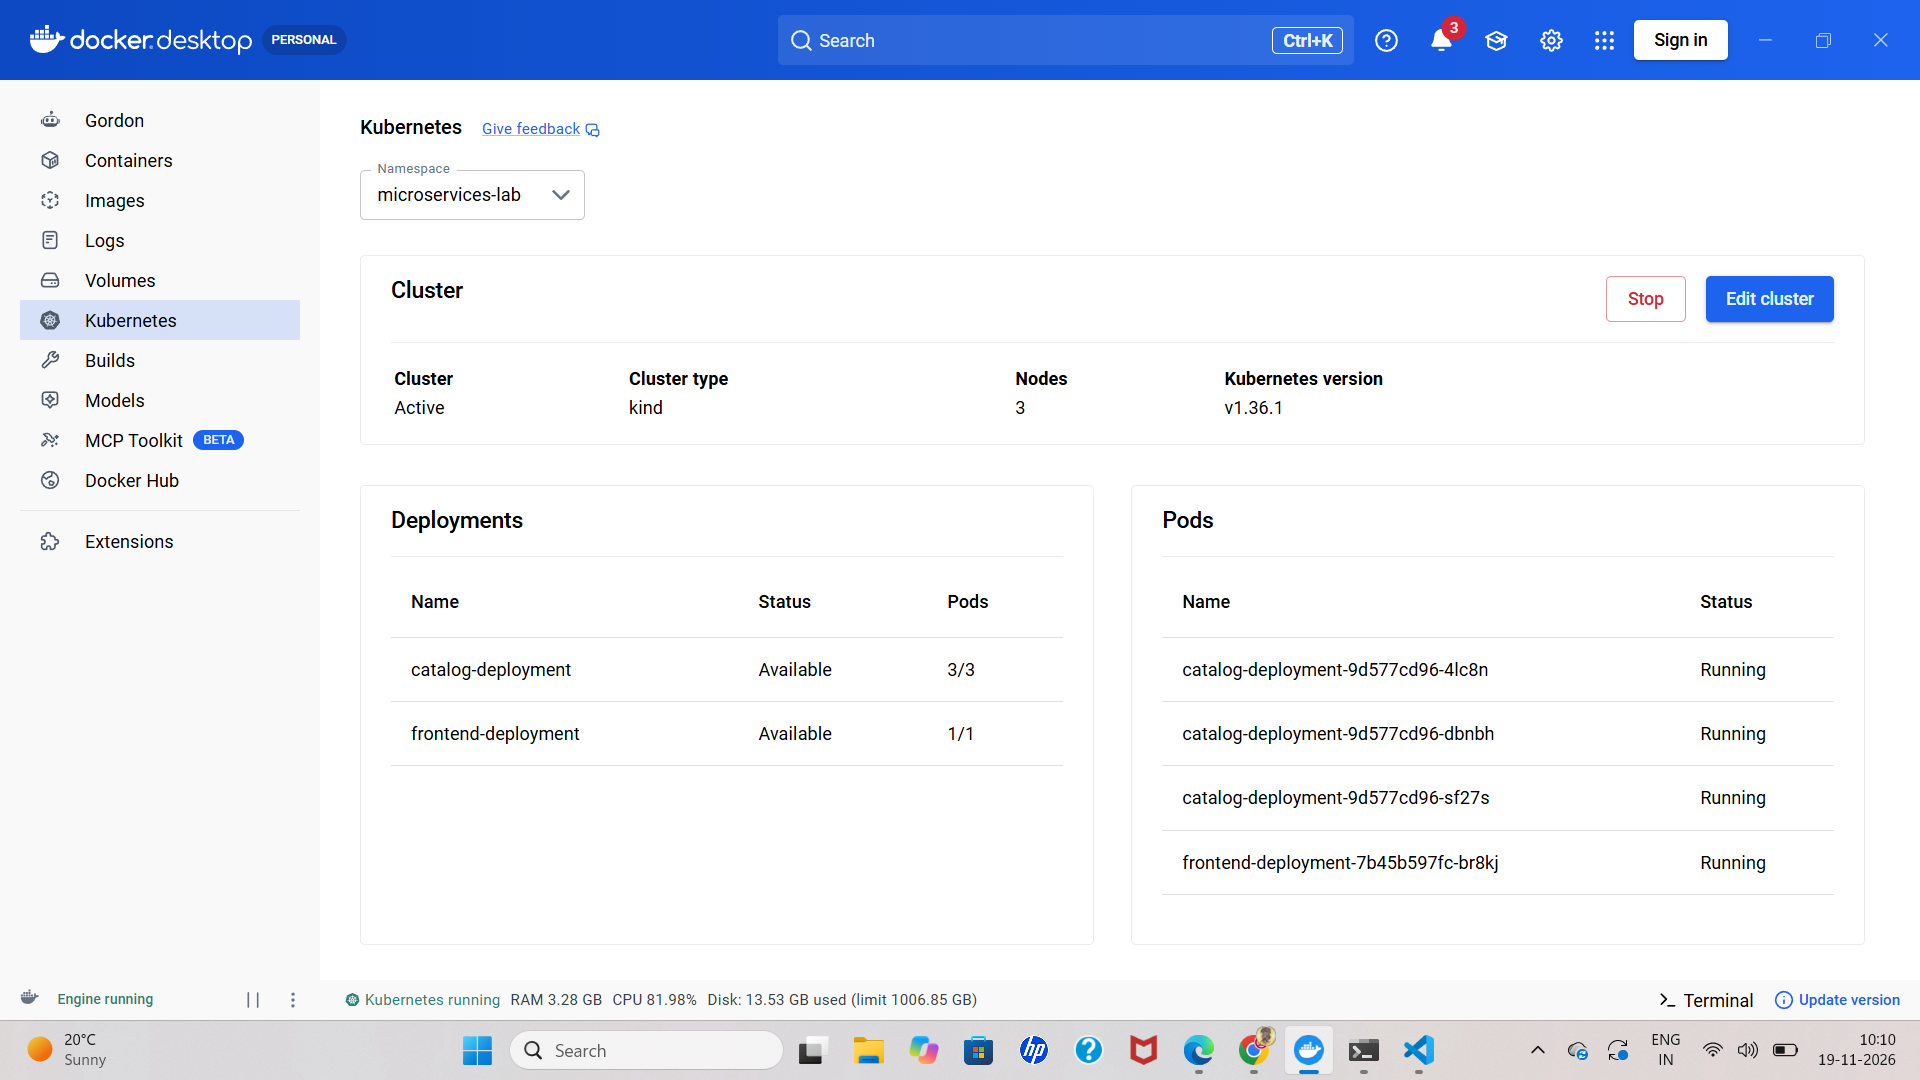 docker.desktop PERSONAL
Search Ctrl+K
3
Sign in
Gordon
Containers
Images
Logs
Volumes
Kubernetes
Builds
Models
MCP Toolkit BETA
Docker Hub
Extensions
Kubernetes Give feedback
Namespace
microservices-lab
Cluster
Stop
Edit cluster
Cluster Cluster type Nodes Kubernetes version
Active kind 3 v1.36.1
Deployments
Name Status Pods
catalog-deployment Available 3/3
frontend-deployment Available 1/1
Pods
Name Status
catalog-deployment-9d577cd96-4lc8n Running
catalog-deployment-9d577cd96-dbnbh Running
catalog-deployment-9d577cd96-sf27s Running
frontend-deployment-7b45b597fc-br8kj Running
Engine running
Kubernetes running RAM 3.28 GB CPU 81.98% Disk: 13.53 GB used (limit 1006.85 GB)
Terminal
Update version
20°C
Sunny
Search
hp
ENG
IN
10:10
19-11-2026